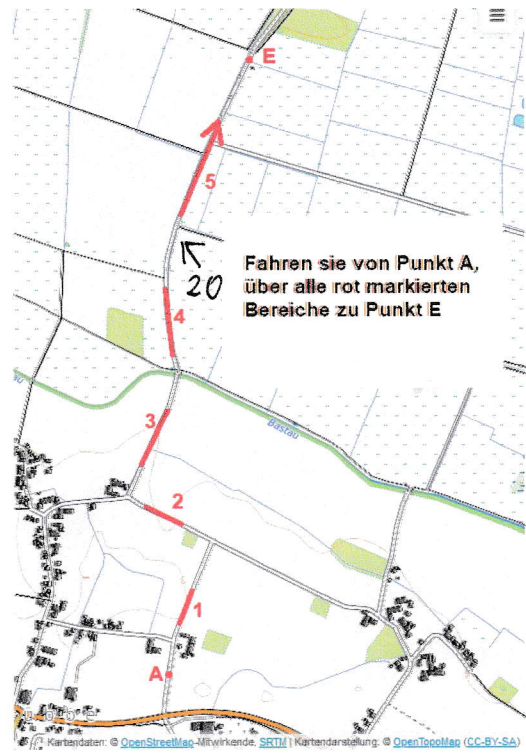 E
5
20
Fahren sie von Punkt A,
über alle rot markierten
Bereiche zu Punkt E
4
3
Bastau
2
1
A
Kartendaten: © OpenStreetMap-Mitwirkende, SRTM | Kartendarstellung: © OpenTopoMap (CC-BY-SA)